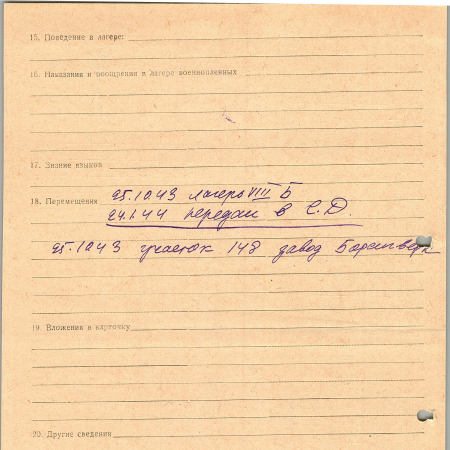 15. Поведение в лагере:
16. Наказания и поощрения в лагере военнопленных
17. Знание языков
18. Перемещения 25.10.43 лагерь VIII Б
24.1.44 передан в С.Д.
25.10.43 участок 148 завод
19. Вложения в карточку
20. Другие сведения